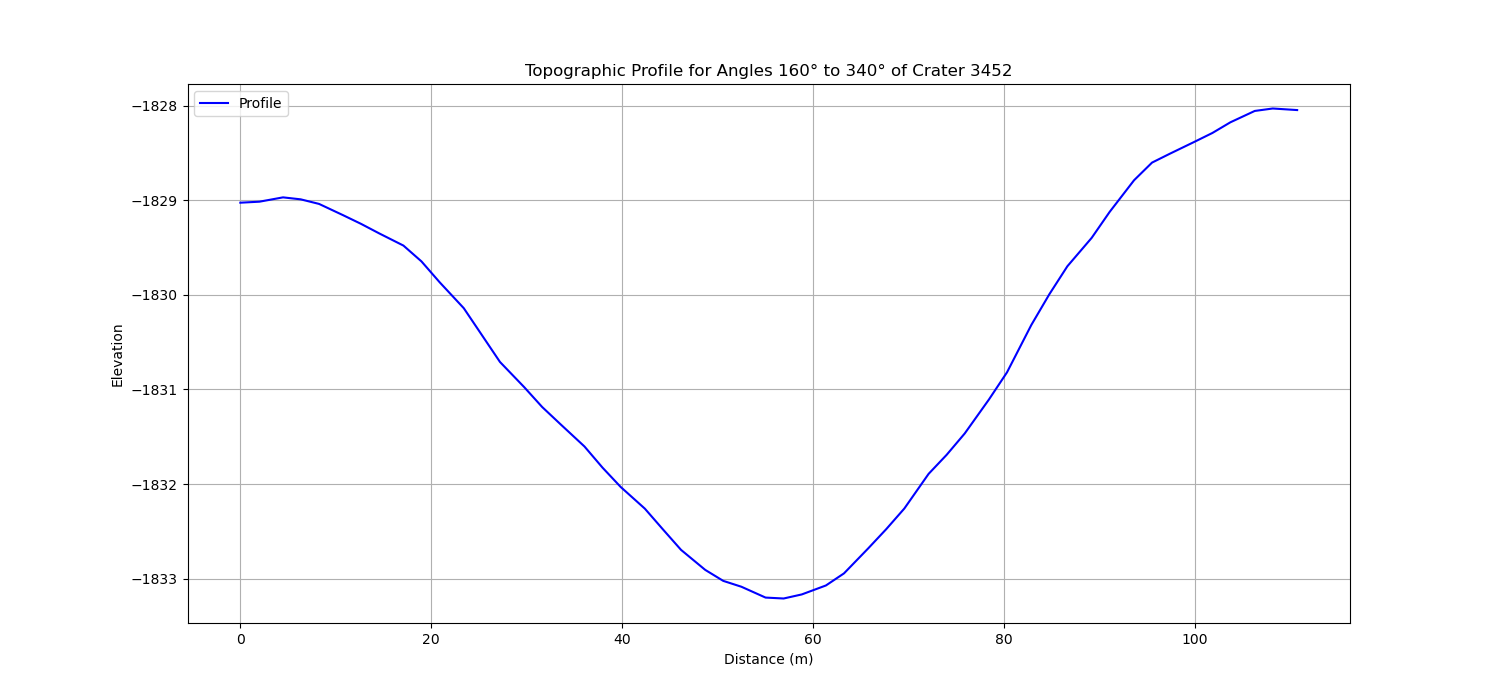 Topographic Profile for Angles 160° to 340° of Crater 3452
Profile
−1828
−1829
−1830
−1831
−1832
−1833
Elevation
0 20 40 60 80 100
Distance (m)